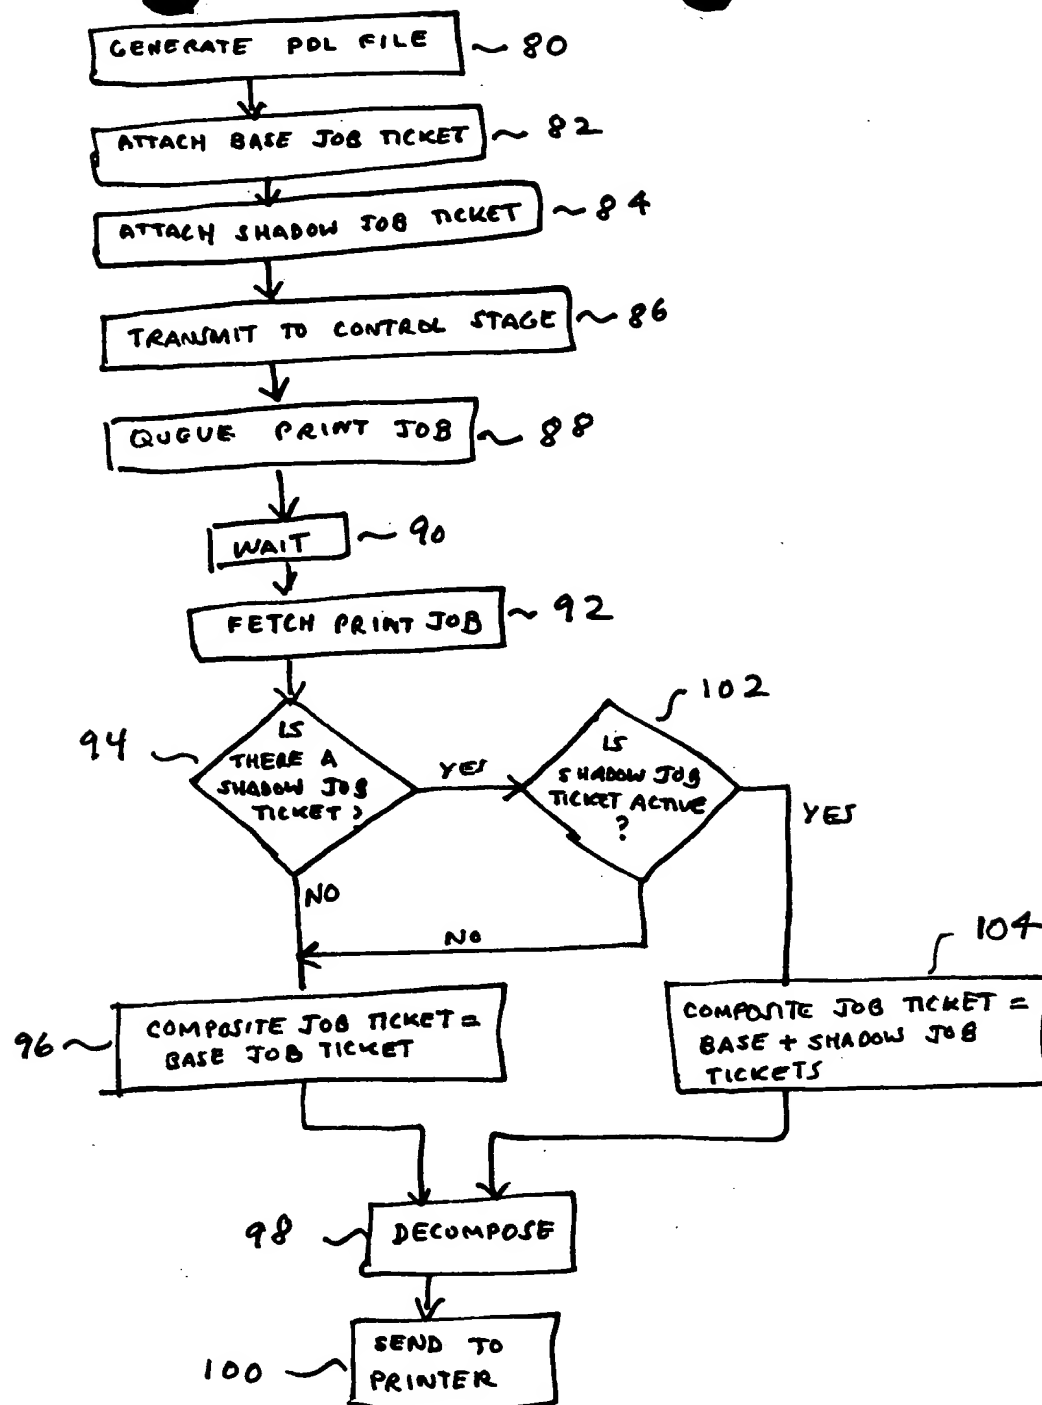 GENERATE PDL FILE 80
ATTACH BASE JOB TICKET 82
ATTACH SHADOW JOB TICKET 84
TRANSMIT TO CONTROL STAGE 86
QUEUE PRINT JOB 88
WAIT 90
FETCH PRINT JOB 92
94
IS
THERE A
SHADOW JOB
TICKET?
YES
NO
102
IS
SHADOW JOB
TICKET ACTIVE
?
YES
NO
96
COMPOSITE JOB TICKET =
BASE JOB TICKET
104
COMPOSITE JOB TICKET =
BASE + SHADOW JOB
TICKETS
98 DECOMPOSE
100
SEND TO
PRINTER